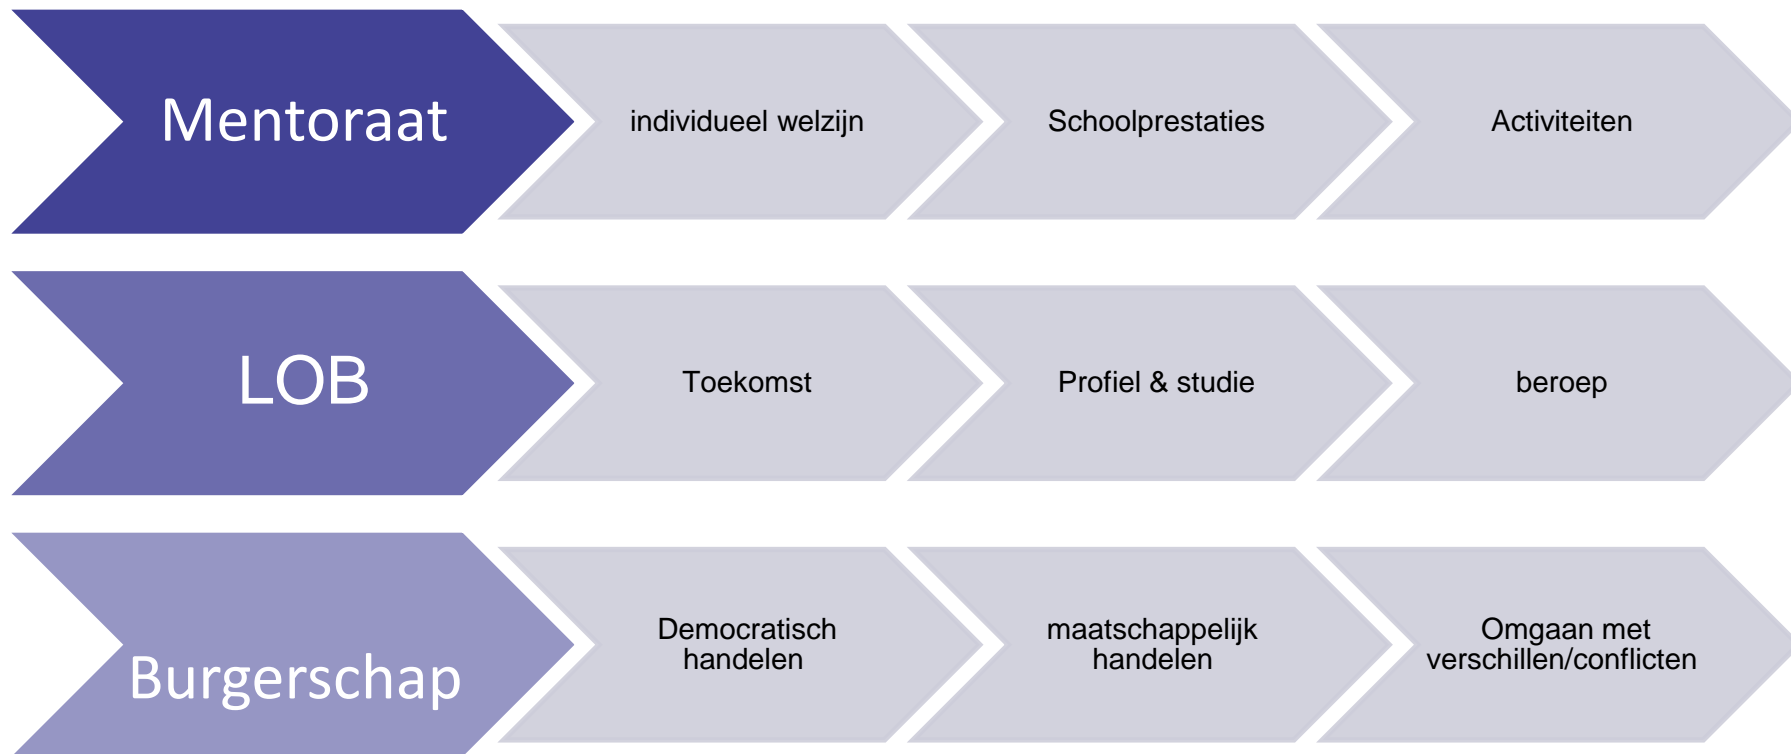 Mentoraat
individueel welzijn
Schoolprestaties
Activiteiten
LOB
Toekomst
Profiel & studie
beroep
Burgerschap
Democratisch
handelen
maatschappelijk
handelen
Omgaan met
verschillen/conflicten